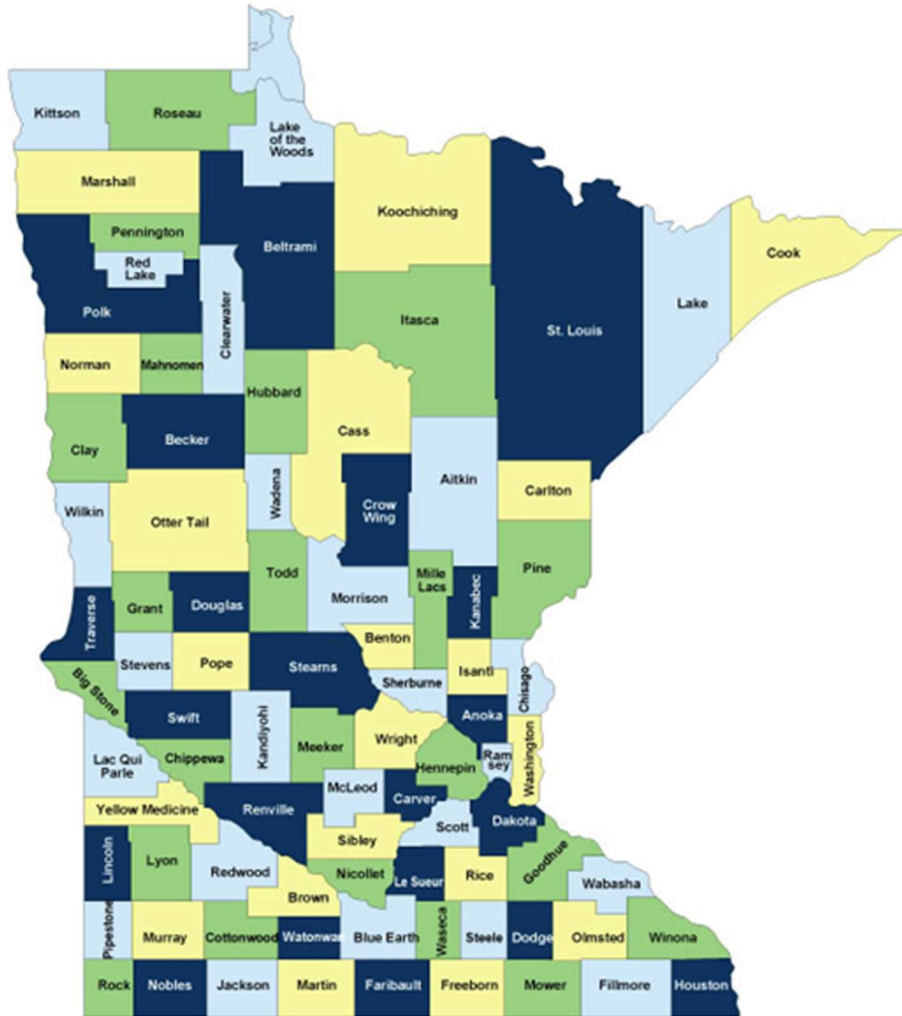 Kittson
Roseau
Lake
of the
Woods
Marshall
Koochiching
Pennington
Beltrami
Cook
Red
Lake
Polk
Clearwater
Itasca
St. Louis
Lake
Norman
Mahnomen
Hubbard
Becker
Cass
Clay
Aitkin
Wadena
Carlton
Wilkin
Otter Tail
Crow
Wing
Todd
Mille
Lacs
Pine
Kanabec
Grant
Douglas
Morrison
Traverse
Benton
Stevens
Pope
Stearns
Isanti
Big Stone
Sherburne
Chisago
Swift
Kandiyohi
Anoka
Wright
Meeker
Lac Qui
Parle
Chippewa
Hennepin
Ram
sey
Washington
McLeod
Carver
Yellow Medicine
Renville
Dakota
Scott
Sibley
Lincoln
Lyon
Redwood
Nicollet
Le Sueur
Rice
Goodhue
Wabasha
Brown
Pipestone
Murray
Cottonwood
Watonwan
Blue Earth
Waseca
Steele
Dodge
Olmsted
Winona
Rock
Nobles
Jackson
Martin
Faribault
Freeborn
Mower
Fillmore
Houston